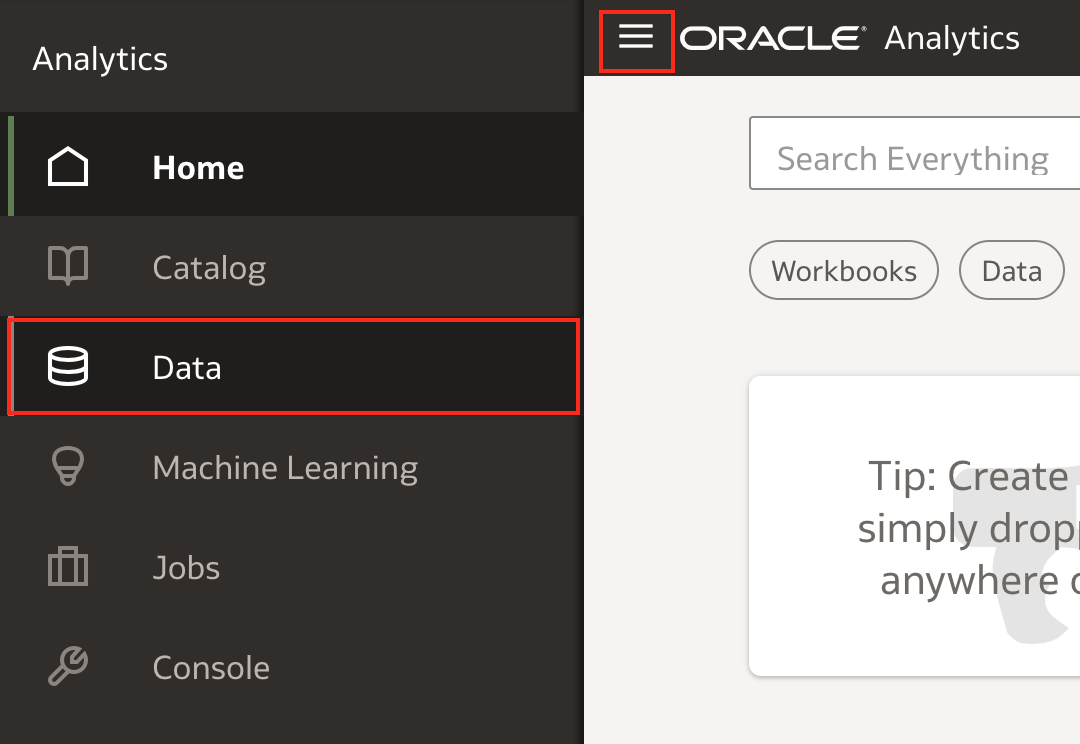 Analytics
Home
Catalog
Data
Machine Learning
Jobs
Console
ORACLE® Analytics
Search Everything
Workbooks
Data
Tip: Create
simply dropp
anywhere